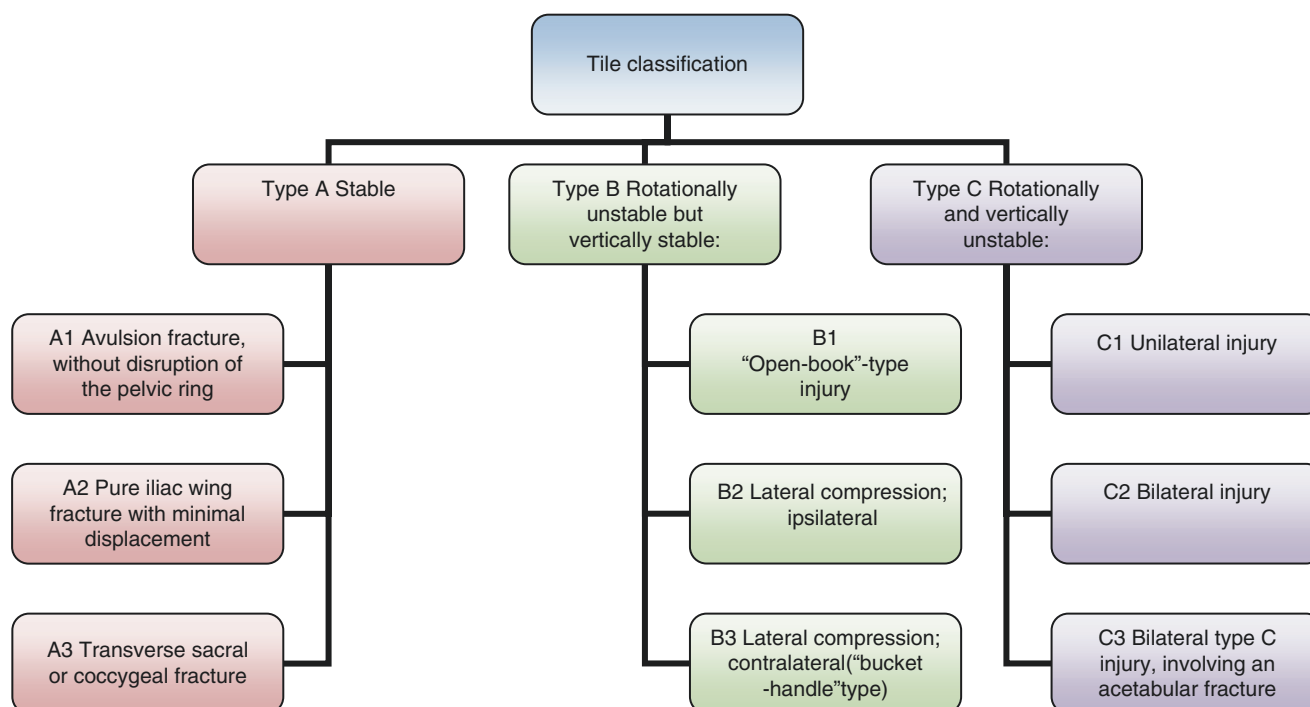 Tile classification
Type A Stable
Type B Rotationally
unstable but
vertically stable:
Type C Rotationally
and vertically
unstable:
A1 Avulsion fracture,
without disruption of
the pelvic ring
B1
“Open-book”-type
injury
C1 Unilateral injury
A2 Pure iliac wing
fracture with minimal
displacement
B2 Lateral compression;
ipsilateral
C2 Bilateral injury
A3 Transverse sacral
or coccygeal fracture
B3 Lateral compression;
contralateral(“bucket
-handle”type)
C3 Bilateral type C
injury, involving an
acetabular fracture